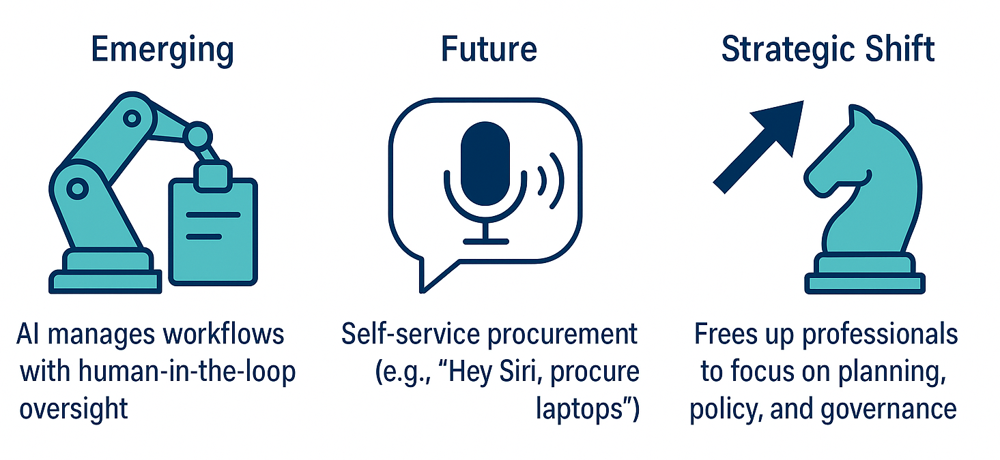 Emerging
AI manages workflows
with human-in-the-loop
oversight
Future
Self-service procurement
(e.g., “Hey Siri, procure
laptops”)
Strategic Shift
Frees up professionals
to focus on planning,
policy, and governance